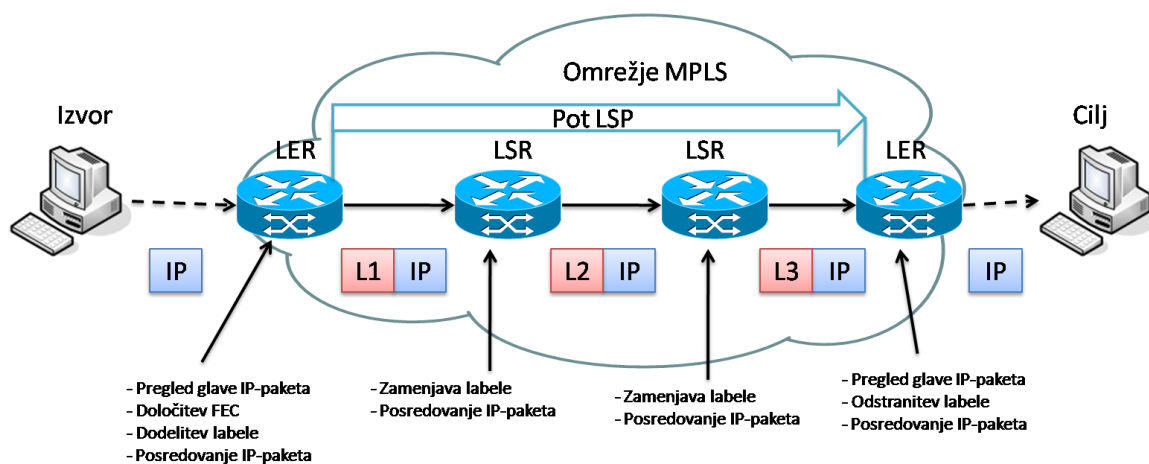 Omrežje MPLS
Izvor
Pot LSP
Cilj
LER
LSR
LSR
LER
IP
L1 IP
L2 IP
L3 IP
IP
- Pregled glave IP-paketa
- Določitev FEC
- Dodelitev labele
- Posredovanje IP-paketa
- Zamenjava labele
- Posredovanje IP-paketa
- Zamenjava labele
- Posredovanje IP-paketa
- Pregled glave IP-paketa
- Odstranitev labele
- Posredovanje IP-paketa